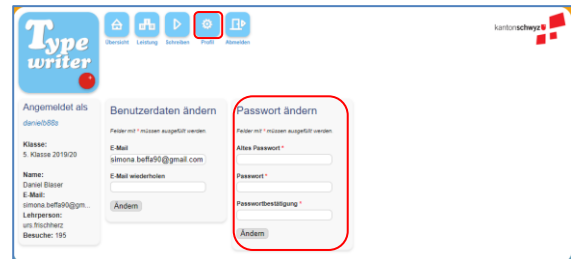 Type
writer
Übersicht
Leistung
Schreiben
Profil
Abmelden
kantonschwyz
Angemeldet als
danielb88s
Klasse:
5. Klasse 2019/20
Name:
Daniel Blaser
E-Mail:
simona.beffa90@gm...
Lehrperson:
urs.frischherz
Besuche: 195
Benutzerdaten ändern
Felder mit * müssen ausgefüllt werden.
E-Mail
simona.beffa90@gmail.com
E-Mail wiederholen
Ändern
Passwort ändern
Felder mit * müssen ausgefüllt werden.
Altes Passwort *
Passwort *
Passwortbestätigung *
Ändern